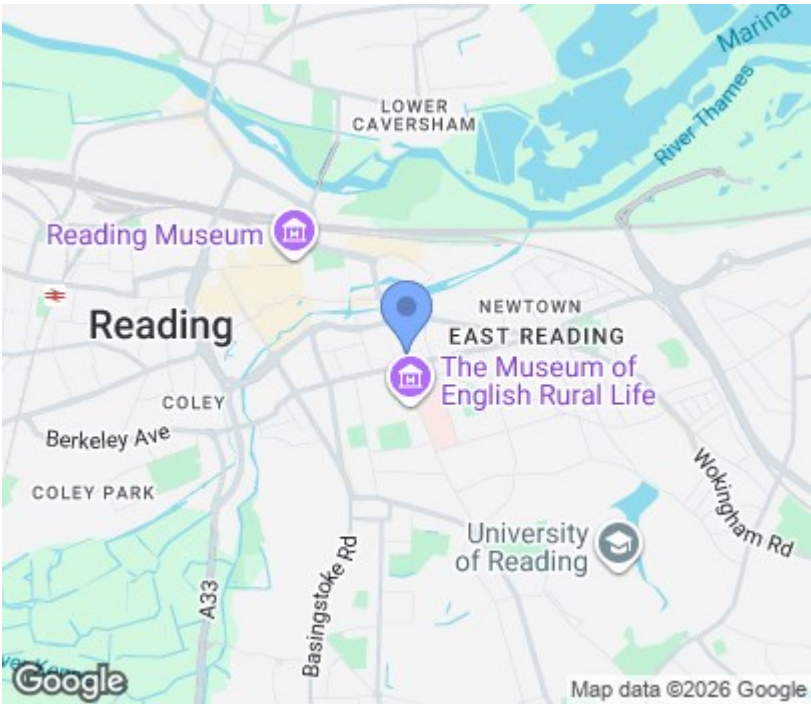 Marina
LOWER
CAVERSHAM
River Thames
Reading Museum
Reading
NEWTOWN
EAST READING
The Museum of
English Rural Life
COLEY
Berkeley Ave
COLEY PARK
Wokingham Rd
University
of Reading
Basingstoke Rd
A33
Google
Map data ©2026 Google